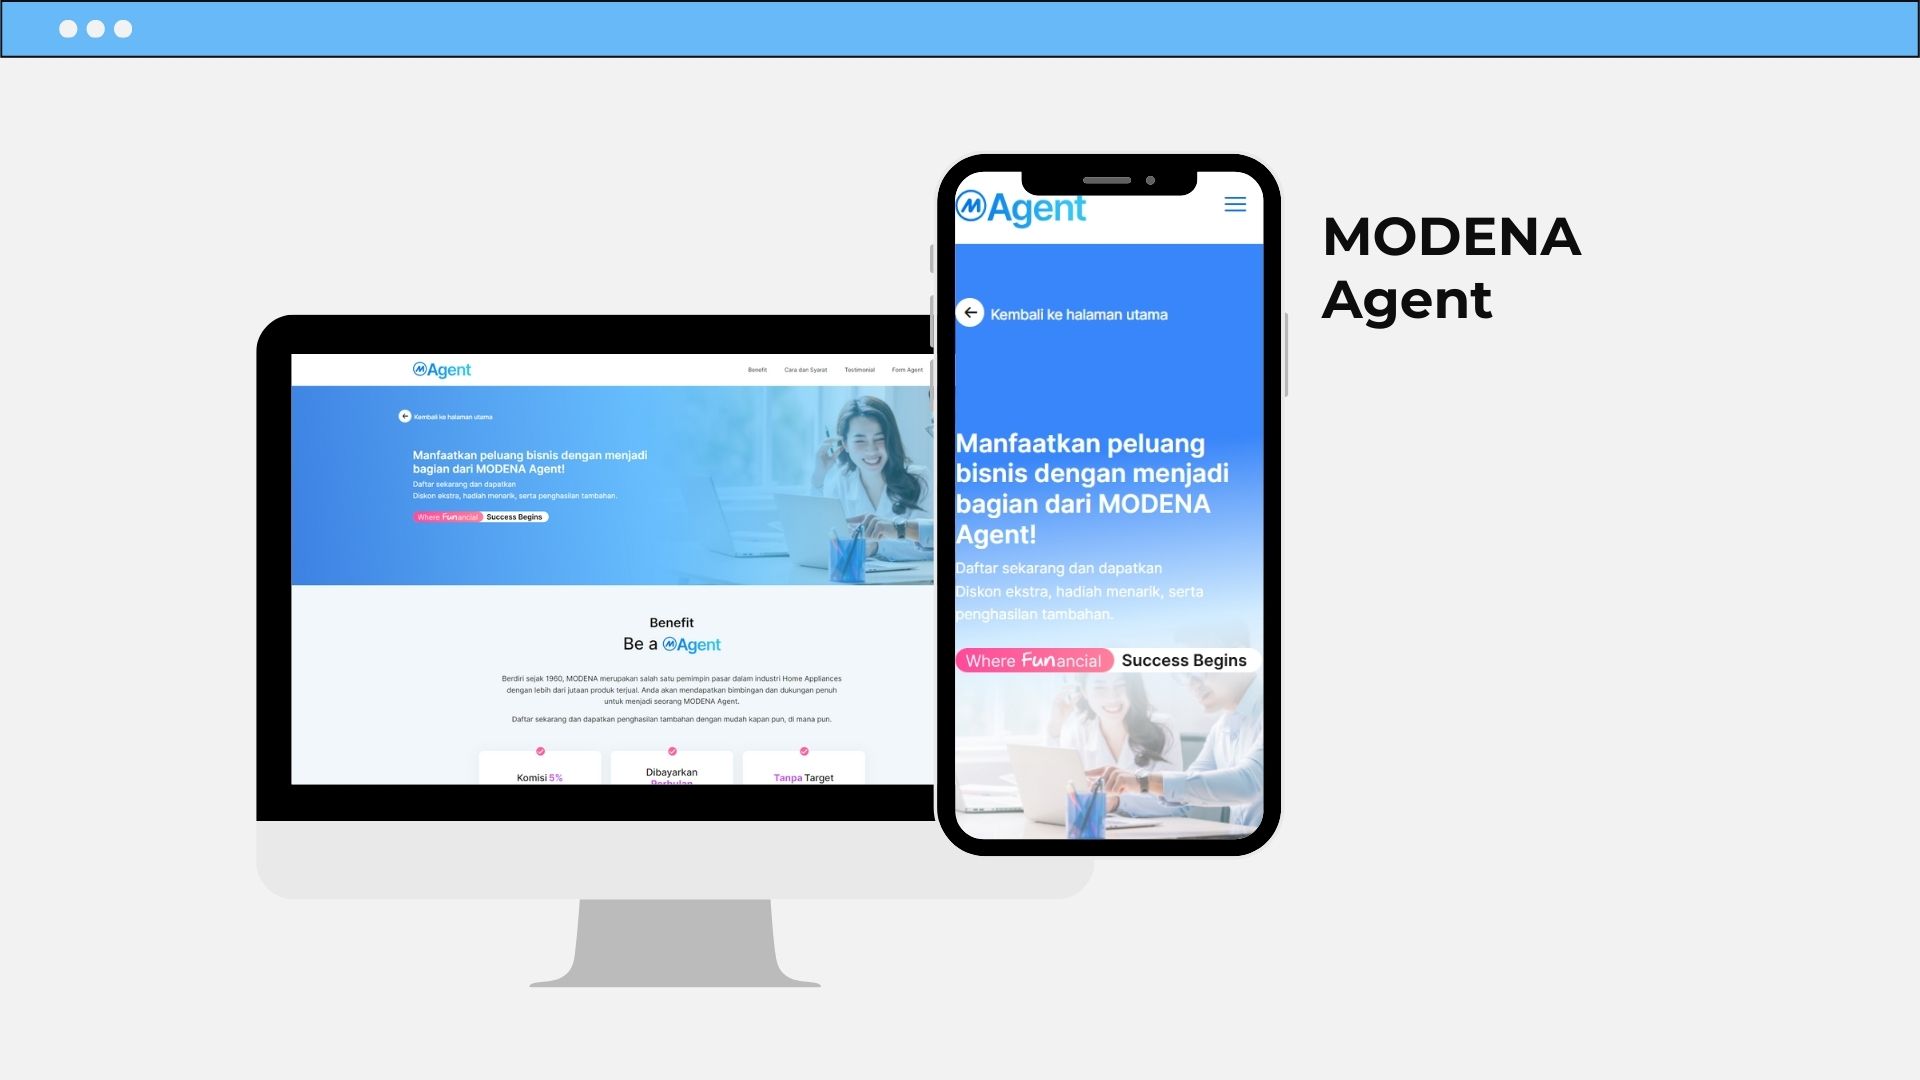 MODENA
Agent
Agent
Kembali ke halaman utama
Manfaatkan peluang
bisnis dengan menjadi
bagian dari MODENA
Agent!
Daftar sekarang dan dapatkan
Diskon ekstra, hadiah menarik, serta
penghasilan tambahan.
Where Funancial Success Begins
Agent
Benefit Cara dan Syarat Testimonial Form Agent
Kembali ke halaman utama
Manfaatkan peluang bisnis dengan menjadi
bagian dari MODENA Agent!
Daftar sekarang dan dapatkan
Diskon ekstra, hadiah menarik, serta penghasilan tambahan.
Where Funancial Success Begins
Benefit
Be a Agent
Berdiri sejak 1960, MODENA merupakan salah satu pemimpin pasar dalam industri Home Appliances
dengan lebih dari jutaan produk terjual. Anda akan mendapatkan bimbingan dan dukungan penuh
untuk menjadi seorang MODENA Agent.
Daftar sekarang dan dapatkan penghasilan tambahan dengan mudah kapan pun, di mana pun.
Komisi 5%
Dibayarkan
Perbulan
Tanpa Target